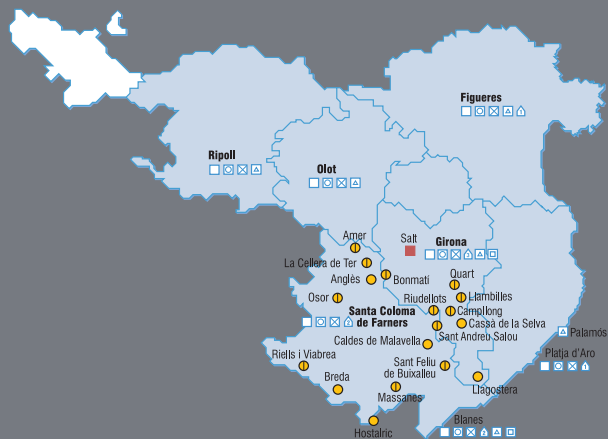 Figueres
Ripoll
Olot
Amer
Salt
Girona
La Cellera de Ter
Anglès
Bonmatí
Quart
Osor
Riudellots
Llambilles
Santa Coloma
de Farners
Campllong
Cassà de la Selva
Sant Andreu Salou
Palamós
Caldes de Malavella
Riells i Viabrea
Sant Feliu
de Buixalleu
Platja d'Aro
Breda
Massanes
Llagostera
Hostalric
Blanes